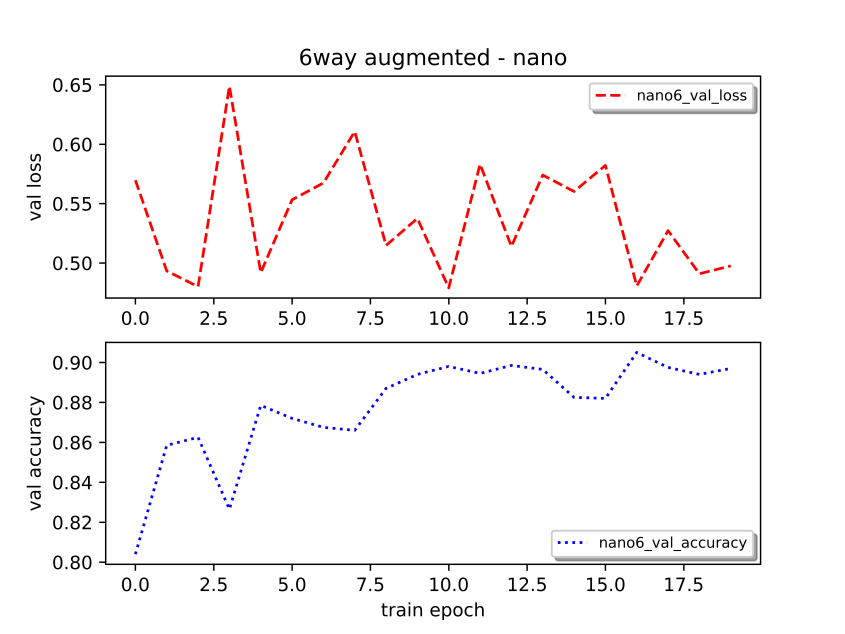 6way augmented - nano
val loss
0.65
0.60
0.55
0.50
nano6_val_loss
0.0 2.5 5.0 7.5 10.0 12.5 15.0 17.5
val accuracy
0.90
0.88
0.86
0.84
0.82
0.80
nano6_val_accuracy
0.0 2.5 5.0 7.5 10.0 12.5 15.0 17.5
train epoch